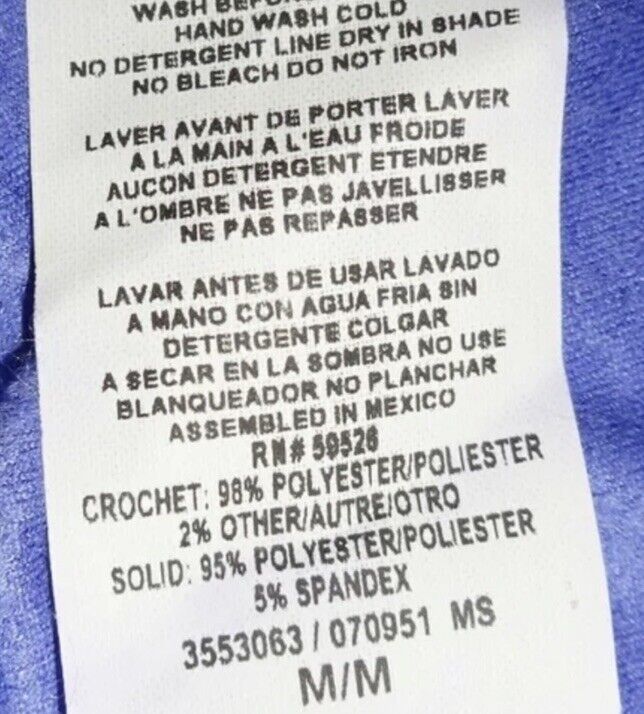 WASH
HAND WASH COLD
NO DETERGENT LINE DRY IN SHADE
NO BLEACH DO NOT IRON
LAVER AVANT DE PORTER LAVER
A LA MAIN A L'EAU FROIDE
AUCON DETERGENT ETENDRE
A L'OMBRE NE PAS JAVELLISSER
NE PAS REPASSER
LAVAR ANTES DE USAR LAVADO
A MANO CON AGUA FRIA SIN
DETERGENTE COLGAR
A SECAR EN LA SOMBRA NO USE
BLANQUEADOR NO PLANCHAR
ASSEMBLED IN MEXICO
RN# 59526
CROCHET: 98% POLYESTER/POLIESTER
2% OTHER/AUTRE/OTRO
SOLID: 95% POLYESTER/POLIESTER
5% SPANDEX
3553063 / 070951 MS
M/M